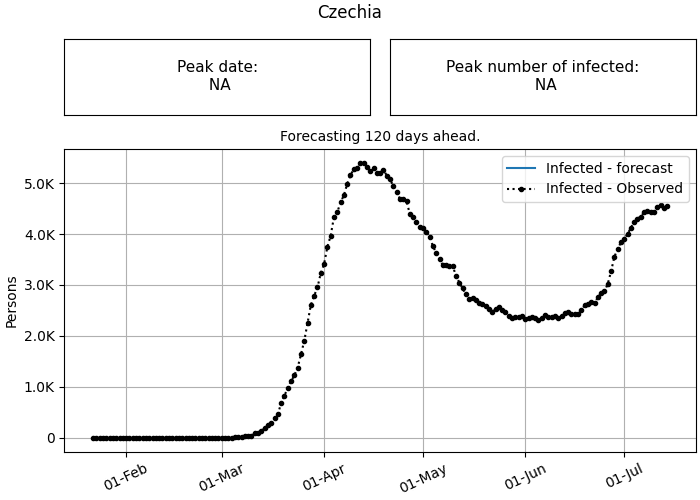 Czechia
Peak date:
NA
Peak number of infected:
NA
Forecasting 120 days ahead.
Infected - forecast
Infected - Observed
5.0K
4.0K
3.0K
2.0K
1.0K
0
Persons
01-Feb
01-Mar
01-Apr
01-May
01-Jun
01-Jul